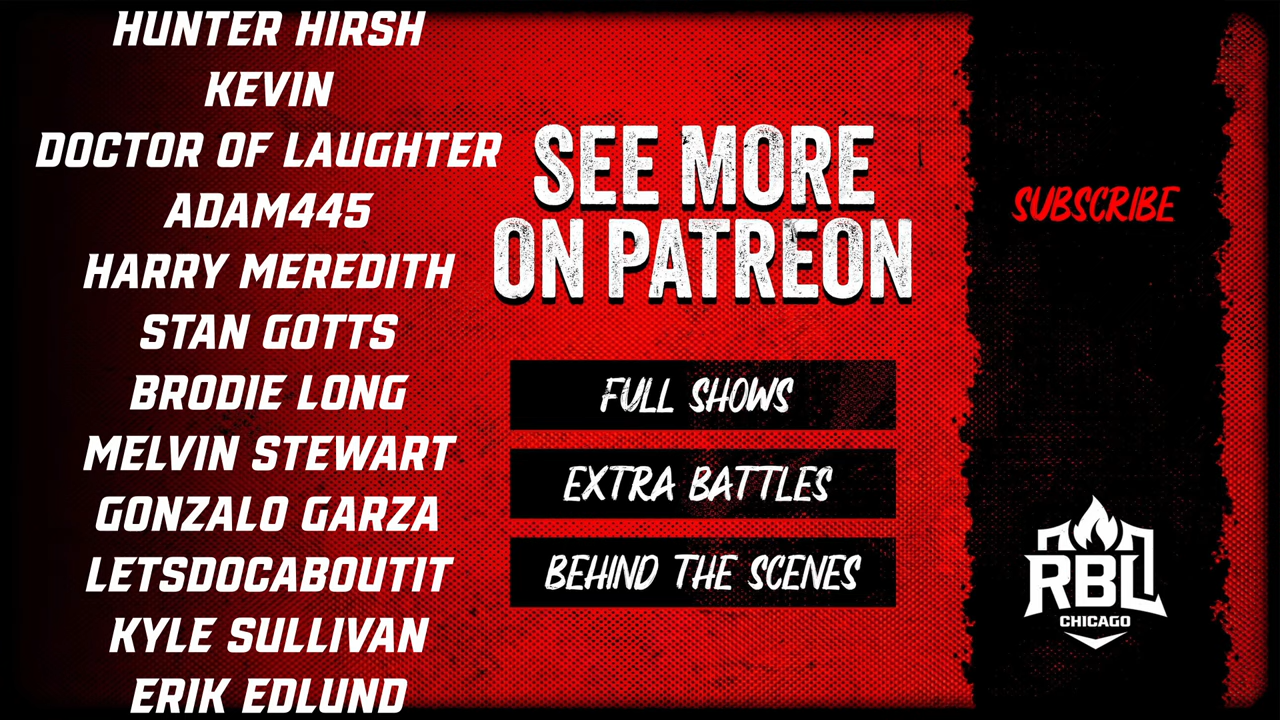 HUNTER HIRSH
KEVIN
DOCTOR OF LAUGHTER
ADAM445
HARRY MEREDITH
STAN GOTTS
BRODIE LONG
MELVIN STEWART
GONZALO GARZA
LETSDOCABOUTIT
KYLE SULLIVAN
ERIK EDLUND
SEE MORE
ON PATREON
FULL SHOWS
EXTRA BATTLES
BEHIND THE SCENES
SUBSCRIBE
RBL
CHICAGO